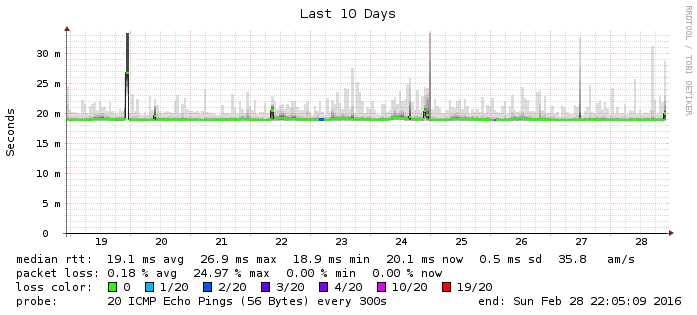 Last 10 Days
RRDTOOL / TOBI OETIKER
Seconds
30 m
25 m
20 m
15 m
10 m
5 m
0
19 20 21 22 23 24 25 26 27 28
median rtt: 19.1 ms avg 26.9 ms max 18.9 ms min 20.1 ms now 0.5 ms sd 35.8 am/s
packet loss: 0.18 % avg 24.97 % max 0.00 % min 0.00 % now
loss color: 0 1/20 2/20 3/20 4/20 10/20 19/20
probe: 20 ICMP Echo Pings (56 Bytes) every 300s end: Sun Feb 28 22:05:09 2016